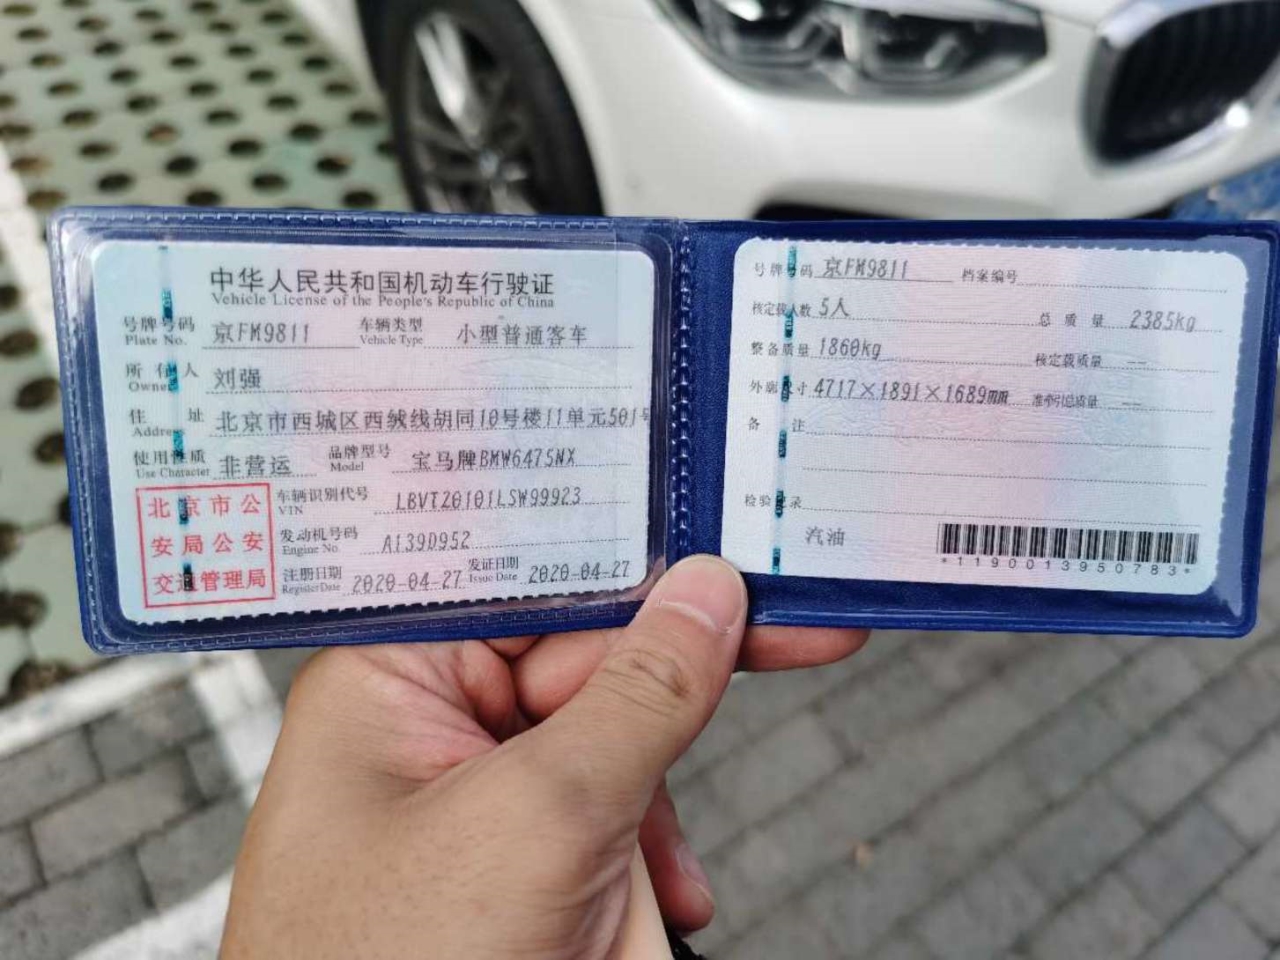 中华人民共和国机动车行驶证
Vehicle License of the People's Republic of China
号牌号码 京FM9811 车辆类型 小型普通客车
Plate No. Vehicle Type
所有人 刘强
Owner
住址 北京市西城区西绒线胡同10号楼11单元501号
Address
使用性质 非营运 品牌型号 宝马牌BMW6475NX
Use Character Model
车辆识别代号 LBVTZ0101LSW99923
VIN
发动机号码 A139D952
Engine No.
注册日期 2020-04-27 发证日期 2020-04-27
Register Date Issue Date
北京市公
安局公安
交通管理局
号牌号码 京FM9811 档案编号
核定载人数 5人 总质量 2385kg
整备质量 1860kg 核定载质量 --
外廓尺寸 4717×1891×1689mm 准牵引总质量 --
备注
检验记录
汽油
*1190013950783*